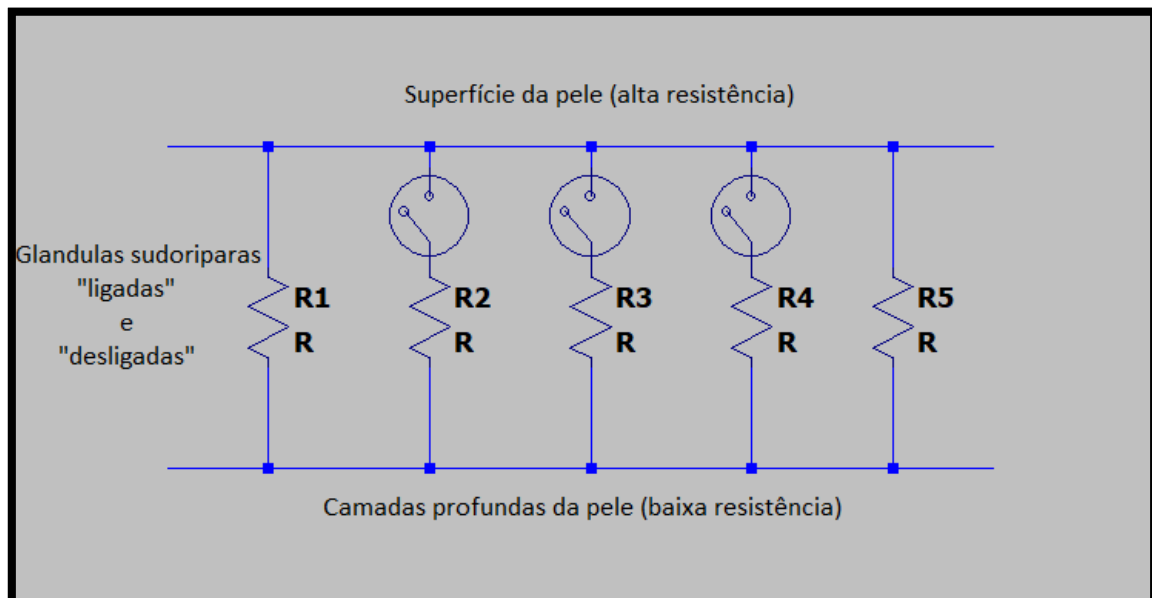 Superfície da pele (alta resistência)
Glandulas sudoriparas
"ligadas"
e
"desligadas"
R1
R
R2
R
R3
R
R4
R
R5
R
Camadas profundas da pele (baixa resistência)